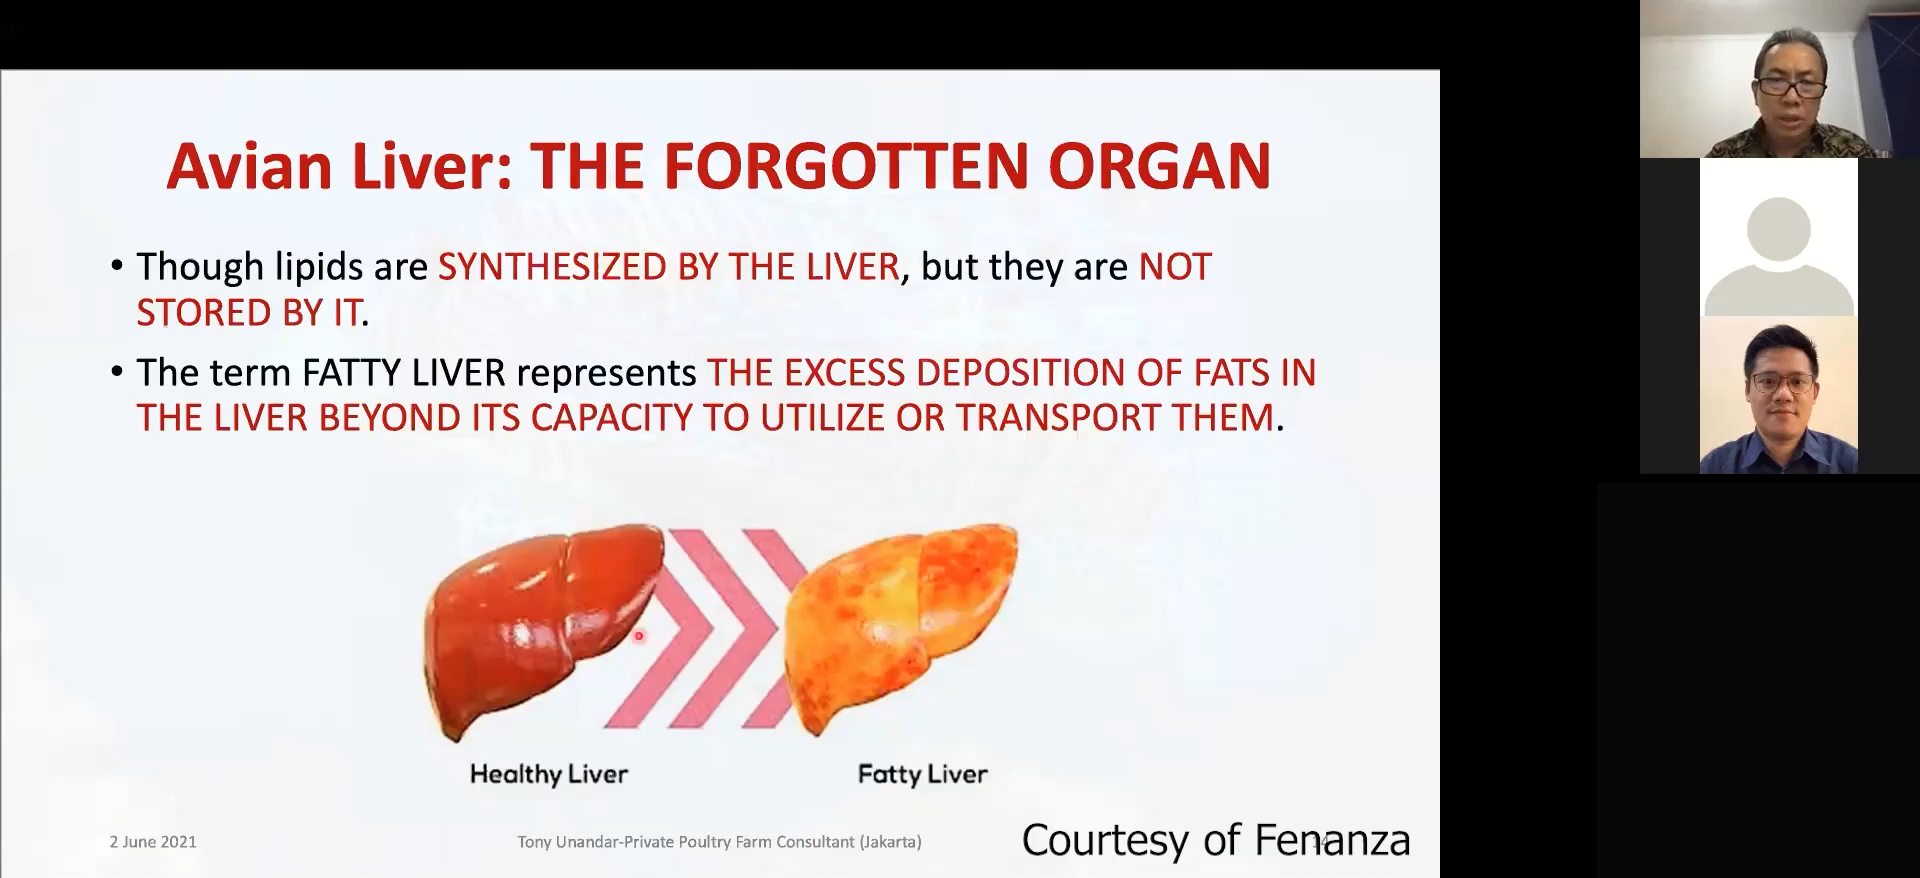 Avian Liver: THE FORGOTTEN ORGAN
• Though lipids are SYNTHESIZED BY THE LIVER, but they are NOT
STORED BY IT.
• The term FATTY LIVER represents THE EXCESS DEPOSITION OF FATS IN
THE LIVER BEYOND ITS CAPACITY TO UTILIZE OR TRANSPORT THEM.
Healthy Liver
Fatty Liver
2 June 2021
Tony Unandar-Private Poultry Farm Consultant (Jakarta)
Courtesy of Fenanza